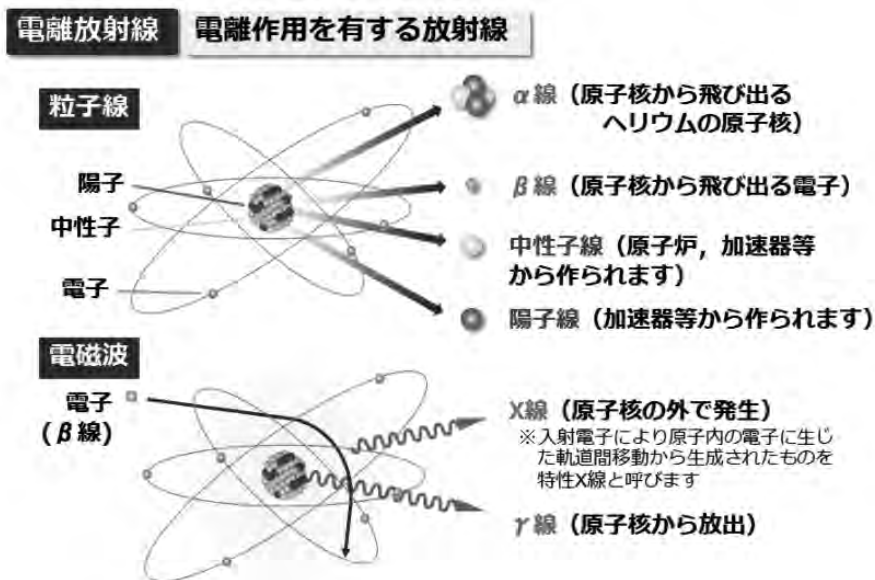 電離放射線 電離作用を有する放射線
粒子線
α線（原子核から飛び出る
ヘリウムの原子核）
陽子
β線（原子核から飛び出る電子）
中性子
中性子線（原子炉，加速器等
から作られます）
電子
陽子線（加速器等から作られます）
電磁波
電子
（β線）
X線（原子核の外で発生）
※入射電子により原子内の電子に生じ
た軌道間移動から生成されたものを
特性X線と呼びます
γ線（原子核から放出）